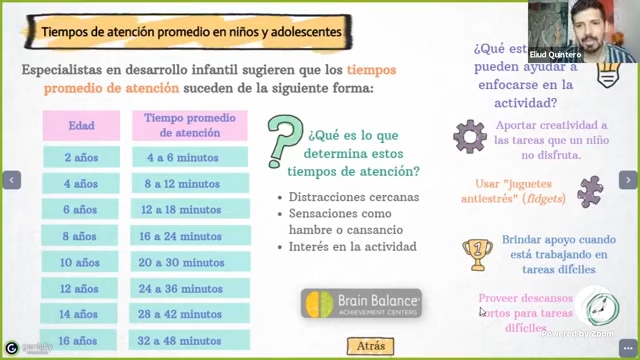 Tiempos de atención promedio en niños y adolescentes
Eliud Quintero
Especialistas en desarrollo infantil sugieren que los tiempos
promedio de atención suceden de la siguiente forma:
Edad
Tiempo promedio
de atención
2 años
4 a 6 minutos
4 años
8 a 12 minutos
6 años
12 a 18 minutos
8 años
16 a 24 minutos
10 años
20 a 30 minutos
12 años
24 a 36 minutos
14 años
28 a 42 minutos
16 años
32 a 48 minutos
¿Qué es lo que
determina estos
tiempos de atención?
Distracciones cercanas
Sensaciones como
hambre o cansancio
Interés en la actividad
Brain Balance
ACHIEVEMENT CENTERS
Atrás
¿Qué
pueden ayudar a
enfocarse en la
actividad?
Aportar creatividad a
las tareas que un niño
no disfruta.
Usar "juguetes
antiestrés" (fidgets)
1
Brindar apoyo cuando
está trabajando en
tareas difíciles
Proveer descansos
cortos para tareas
difíciles.
Powered by Zoom
genially